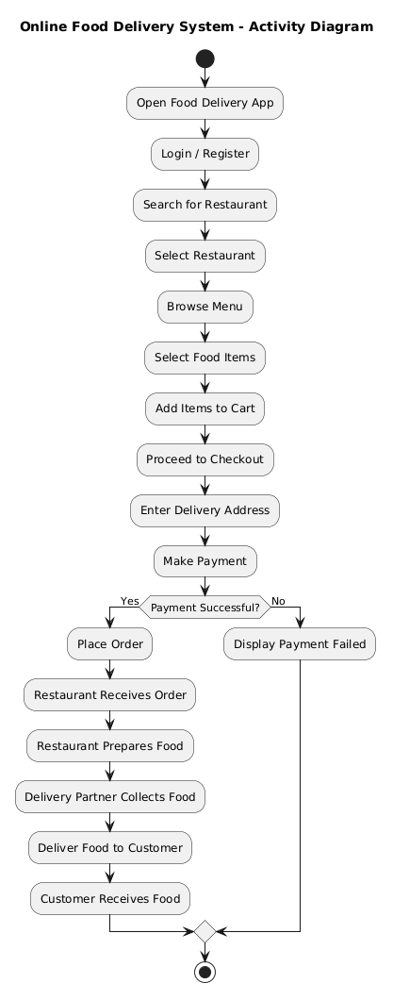 Online Food Delivery System - Activity Diagram
Open Food Delivery App
Login / Register
Search for Restaurant
Select Restaurant
Browse Menu
Select Food Items
Add Items to Cart
Proceed to Checkout
Enter Delivery Address
Make Payment
Yes
Payment Successful?
No
Place Order
Display Payment Failed
Restaurant Receives Order
Restaurant Prepares Food
Delivery Partner Collects Food
Deliver Food to Customer
Customer Receives Food